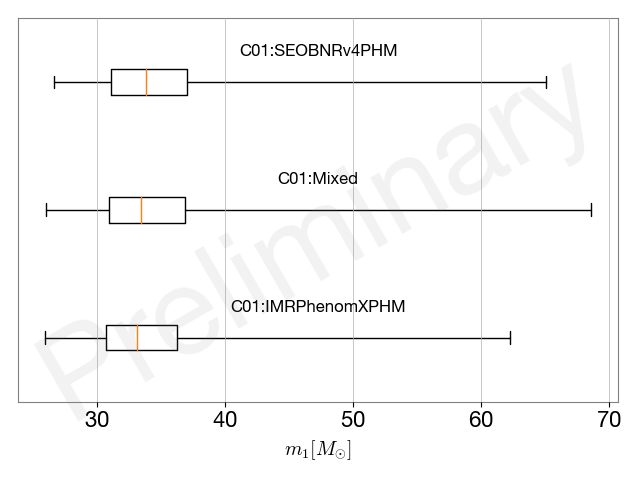 C01:SEOBNRv4PHM
C01:Mixed
C01:IMRPhenomXPHM
Preliminary
30 40 50 60 70
m₁[M☉]